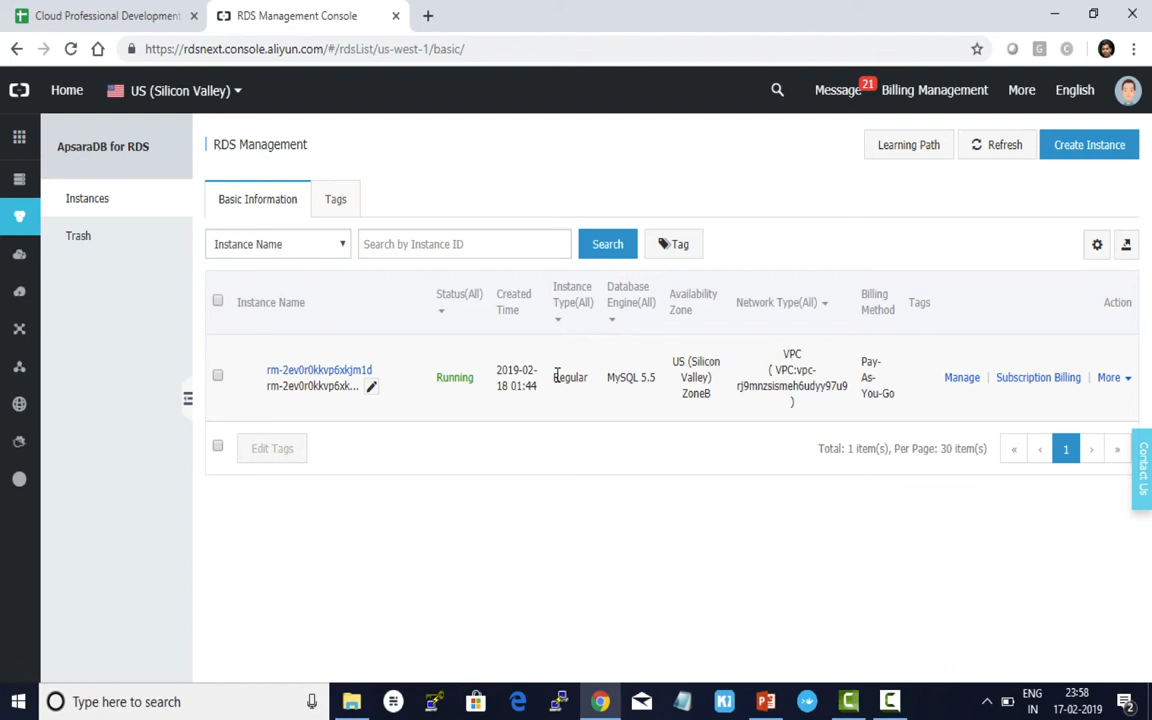 Cloud Professional Development
RDS Management Console
https://rdsnext.console.aliyun.com/#/rdsList/us-west-1/basic/
Home
US (Silicon Valley)
Message 21
Billing Management
More
English
ApsaraDB for RDS
Instances
Trash
RDS Management
Learning Path
Refresh
Create Instance
Basic Information
Tags
Instance Name
Search by Instance ID
Search
Tag
Instance Name
Status(All)
Created
Time
Instance
Type(All)
Database
Engine(All)
Availability
Zone
Network Type(All)
Billing
Method
Tags
Action
rm-2ev0r0kkvp6xkjm1d
rm-2ev0r0kkvp6xk...
Running
2019-02-
18 01:44
Regular
MySQL 5.5
US (Silicon
Valley)
ZoneB
VPC
( VPC:vpc-
rj9mnzsismeh6udyy97u9
)
Pay-
As-
You-Go
Manage
Subscription Billing
More
Edit Tags
Total: 1 item(s), Per Page: 30 item(s)
« ‹ 1 › »
Contact Us
Type here to search
ENG
IN
23:58
17-02-2019
2